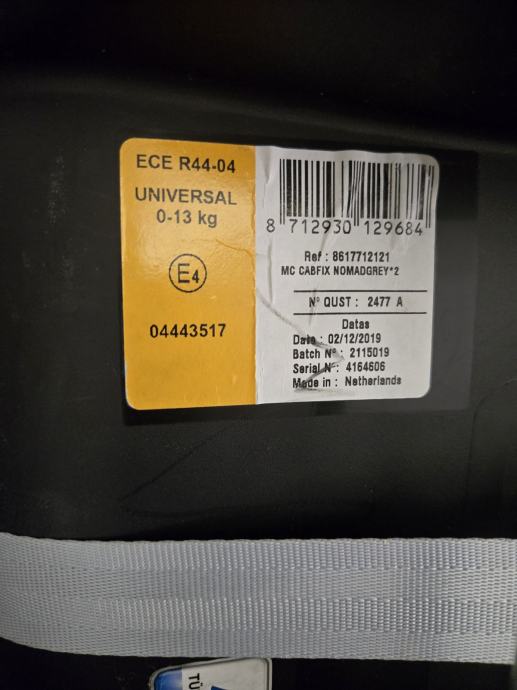 ECE R44-04
UNIVERSAL
0-13 kg
E4
04443517
8 712930 129684
Ref : 8617712121
MC CABFIX NOMADGREY*2
N° QUST : 2477 A
Datas
Date : 02/12/2019
Batch N° : 2115019
Serial N° : 4164606
Made in : Netherlands
TÜ